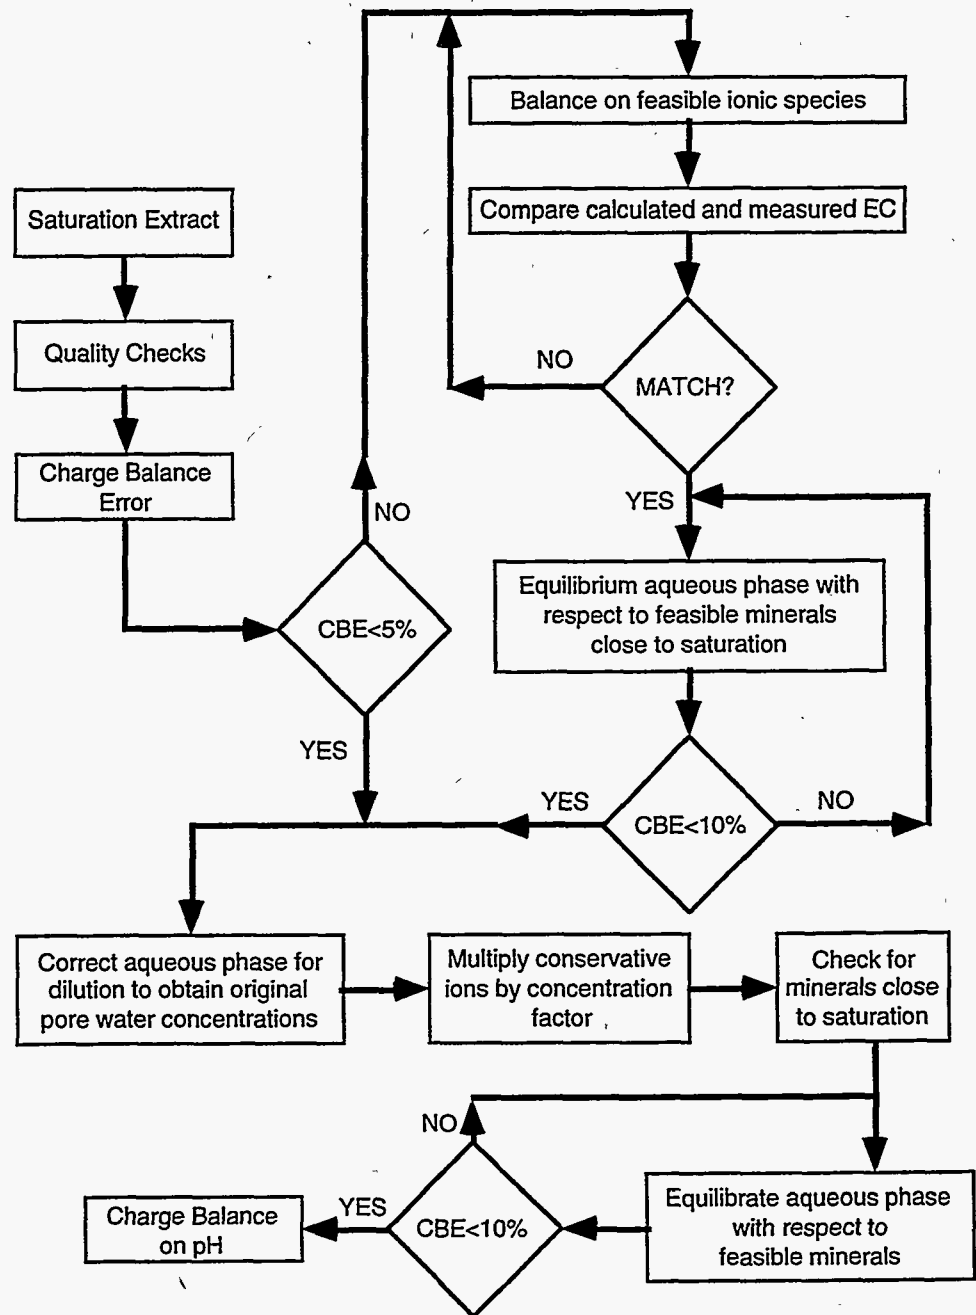 Balance on feasible ionic species
Compare calculated and measured EC
Saturation Extract
Quality Checks
NO
MATCH?
Charge Balance
Error
NO
YES
CBE<5%
Equilibrium aqueous phase with
respect to feasible minerals
close to saturation
YES
YES
CBE<10%
NO
Correct aqueous phase for
dilution to obtain original
pore water concentrations
Multiply conservative
ions by concentration
factor
Check for
minerals close
to saturation
NO
Charge Balance
on pH
YES
CBE<10%
Equilibrate aqueous phase
with respect to
feasible minerals